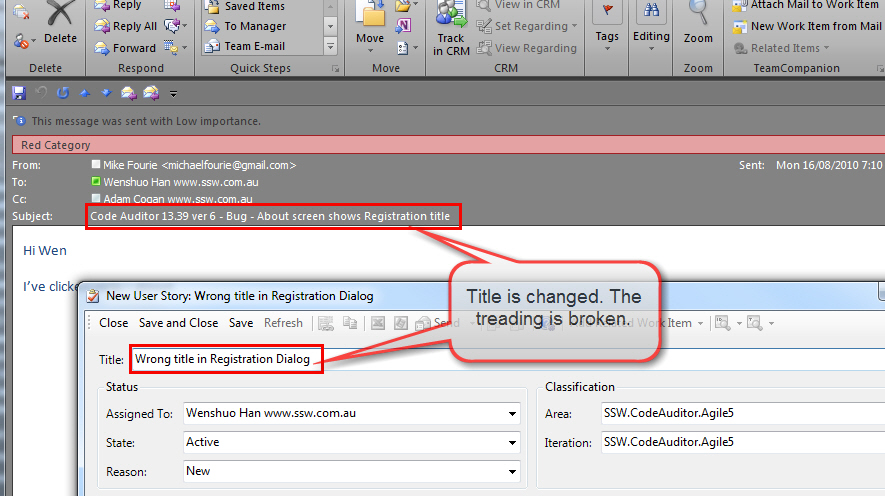 Reply
Saved Items
View in CRM
Attach Mail to Work Item
Delete
Reply All
To Manager
Move
Track in CRM
Set Regarding
Tags
Editing
Zoom
New Work Item from Mail
Forward
Team E-mail
View Regarding
Related Items
Delete
Respond
Quick Steps
Move
CRM
Zoom
TeamCompanion
This message was sent with Low importance.
Red Category
From: Mike Fourie <michaelfourie@gmail.com> Sent: Mon 16/08/2010 7:10
To: Wenshuo Han www.ssw.com.au
Cc: Adam Cogan www.ssw.com.au
Subject: Code Auditor 13.39 ver 6 - Bug - About screen shows Registration title
Hi Wen
I've clicke
Title is changed. The
treading is broken.
New User Story: Wrong title in Registration Dialog
Close Save and Close Save Refresh Send Work Item
Title: Wrong title in Registration Dialog
Status
Classification
Assigned To: Wenshuo Han www.ssw.com.au
Area: SSW.CodeAuditor.Agile5
State: Active
Iteration: SSW.CodeAuditor.Agile5
Reason: New